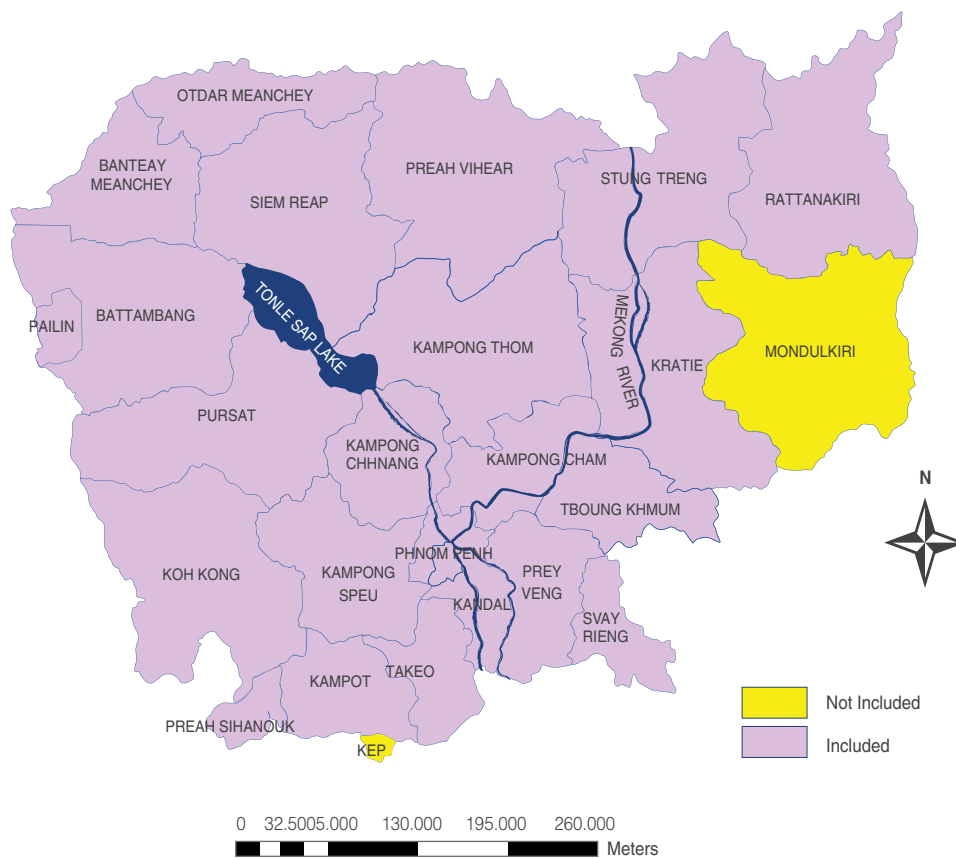 OTDAR MEANCHEY
BANTEAY
MEANCHEY
SIEM REAP
PREAH VIHEAR
STUNG TRENG
RATTANAKIRI
PAILIN
BATTAMBANG
TONLE SAP LAKE
KAMPONG THOM
MEKONG RIVER
KRATIE
MONDULKIRI
PURSAT
KAMPONG
CHHNANG
KAMPONG CHAM
TBOUNG KHMUM
N
KOH KONG
KAMPONG
SPEU
PHNOM PENH
KANDAL
PREY
VENG
SVAY
RIENG
TAKEO
KAMPOT
PREAH SIHANOUK
KEP
Not Included
Included
0 32.50065.000 130.000 195.000 260.000
Meters